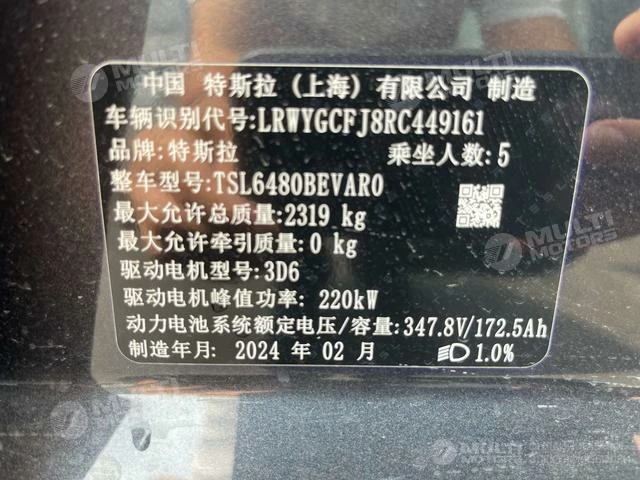 中国 特斯拉（上海）有限公司 制造
车辆识别代号:LRWYGCFJ8RC449161
品牌:特斯拉 乘坐人数:5
整车型号:TSL6480BEVAR0
最大允许总质量:2319 kg
最大允许牵引质量:0 kg
驱动电机型号:3D6
驱动电机峰值功率: 220kW
动力电池系统额定电压/容量:347.8V/172.5Ah
制造年月: 2024 年 02 月 1.0%
MULTI MOTORS